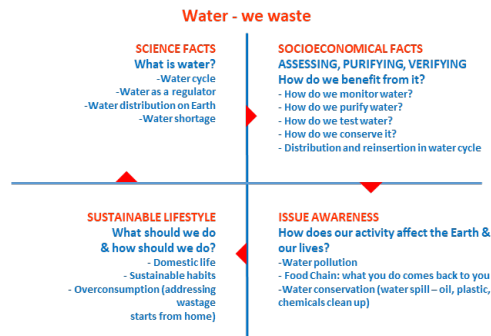 Water - we waste
SCIENCE FACTS
What is water?
-Water cycle
-Water as a regulator
-Water distribution on Earth
-Water shortage
SOCIOECONOMICAL FACTS
ASSESSING, PURIFYING, VERIFYING
How do we benefit from it?
- How do we monitor water?
- How do we purify water?
- How do we test water?
- How do we conserve it?
- Distribution and reinsertion in water cycle
SUSTAINABLE LIFESTYLE
What should we do
& how should we do?
- Domestic life
- Sustainable habits
- Overconsumption (addressing
wastage
starts from home)
ISSUE AWARENESS
How does our activity affect the Earth &
our lives?
-Water pollution
- Food Chain: what you do comes back to you
-Water conservation (water spill – oil, plastic,
chemicals clean up)